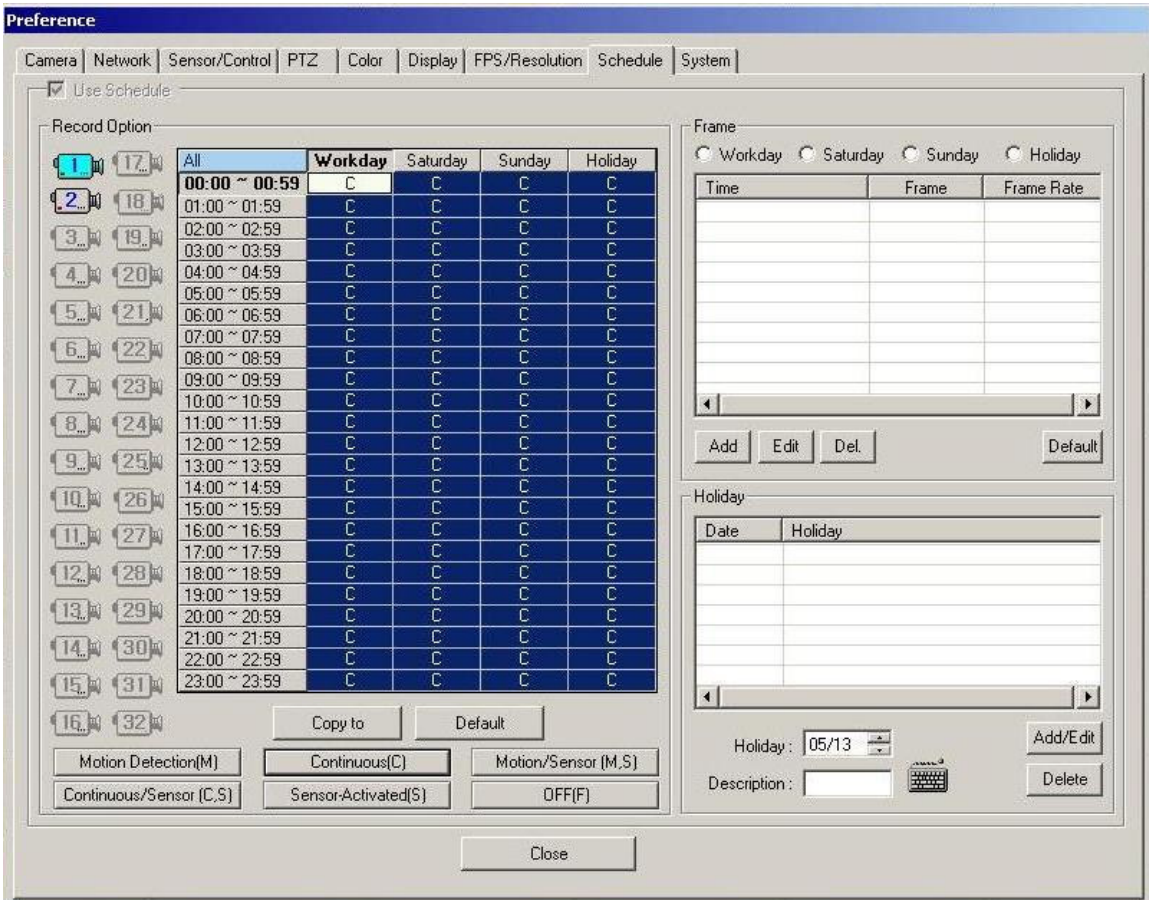 Preference
Camera Network Sensor/Control PTZ Color Display FPS/Resolution Schedule System
Use Schedule
Record Option
1 17
2 18
3 19
4 20
5 21
6 22
7 23
8 24
9 25
10 26
11 27
12 28
13 29
14 30
15 31
16 32
All Workday Saturday Sunday Holiday
00:00 ~ 00:59 C C C C
01:00 ~ 01:59 C C C C
02:00 ~ 02:59 C C C C
03:00 ~ 03:59 C C C C
04:00 ~ 04:59 C C C C
05:00 ~ 05:59 C C C C
06:00 ~ 06:59 C C C C
07:00 ~ 07:59 C C C C
08:00 ~ 08:59 C C C C
09:00 ~ 09:59 C C C C
10:00 ~ 10:59 C C C C
11:00 ~ 11:59 C C C C
12:00 ~ 12:59 C C C C
13:00 ~ 13:59 C C C C
14:00 ~ 14:59 C C C C
15:00 ~ 15:59 C C C C
16:00 ~ 16:59 C C C C
17:00 ~ 17:59 C C C C
18:00 ~ 18:59 C C C C
19:00 ~ 19:59 C C C C
20:00 ~ 20:59 C C C C
21:00 ~ 21:59 C C C C
22:00 ~ 22:59 C C C C
23:00 ~ 23:59 C C C C
Copy to Default
Motion Detection(M) Continuous(C) Motion/Sensor (M,S)
Continuous/Sensor (C,S) Sensor-Activated(S) OFF(F)
Frame
Workday Saturday Sunday Holiday
Time Frame Frame Rate
Add Edit Del. Default
Holiday
Date Holiday
Holiday : 05/13 Add/Edit
Description : Delete
Close